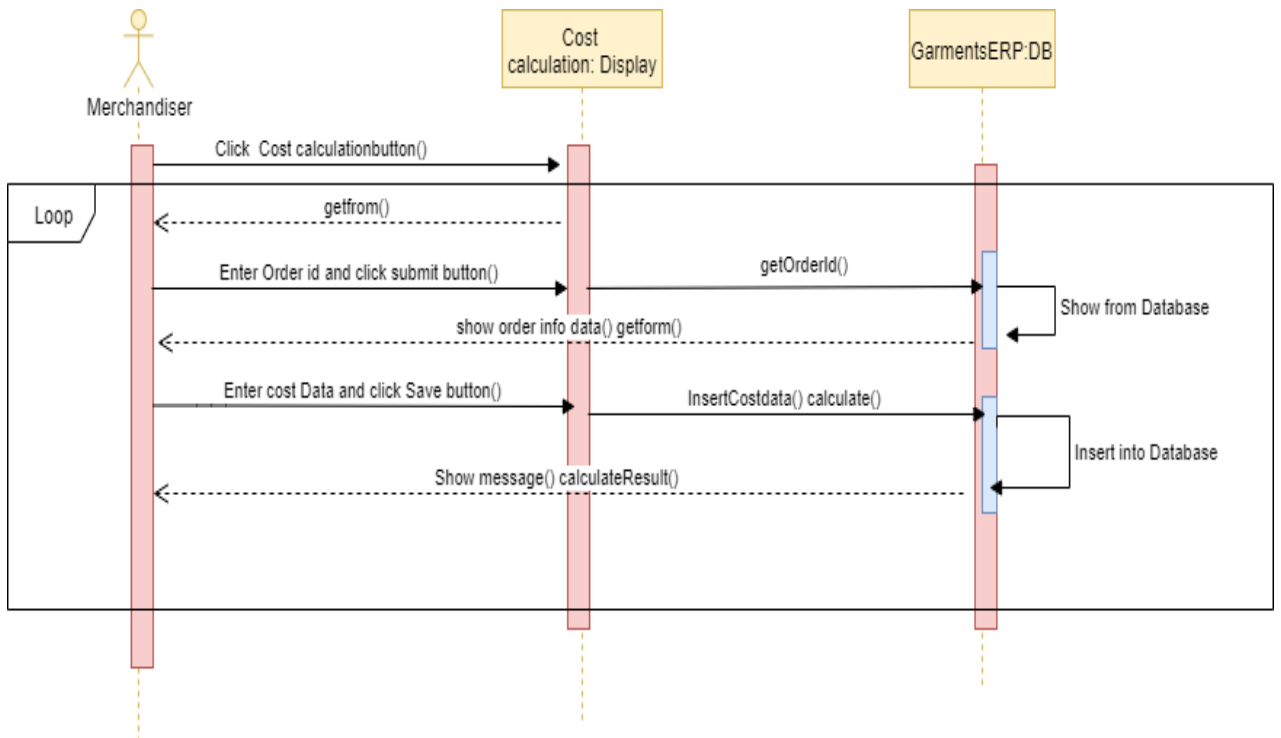 Cost
calculation: Display
GarmentsERP:DB
Merchandiser
Click Cost calculationbutton()
Loop
getfrom()
Enter Order id and click submit button()
getOrderId()
Show from Database
show order info data() getform()
Enter cost Data and click Save button()
InsertCostdata() calculate()
Insert into Database
Show message() calculateResult()